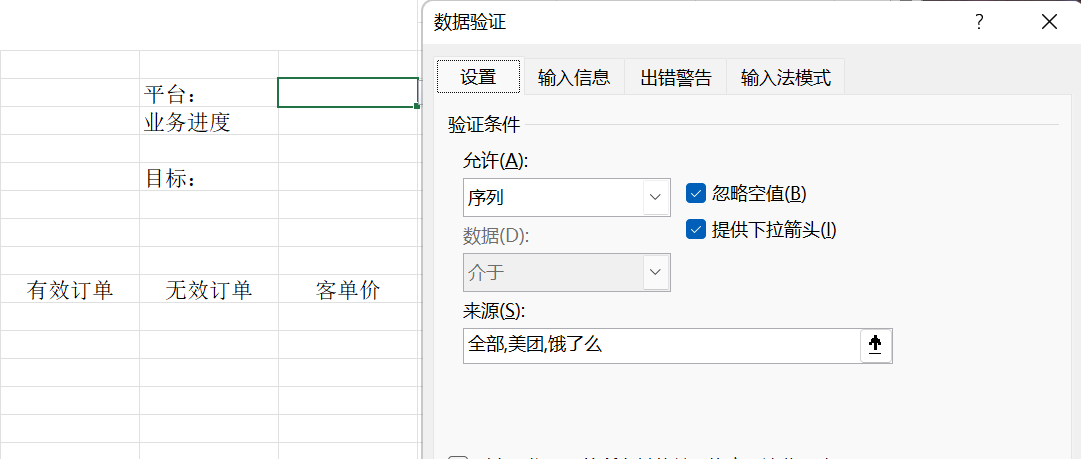 数据验证
设置 输入信息 出错警告 输入法模式
平台：
业务进度
目标：
有效订单 无效订单 客单价
验证条件
允许(A):
序列
忽略空值(B)
数据(D):
提供下拉箭头(I)
介于
来源(S):
全部,美团,饿了么